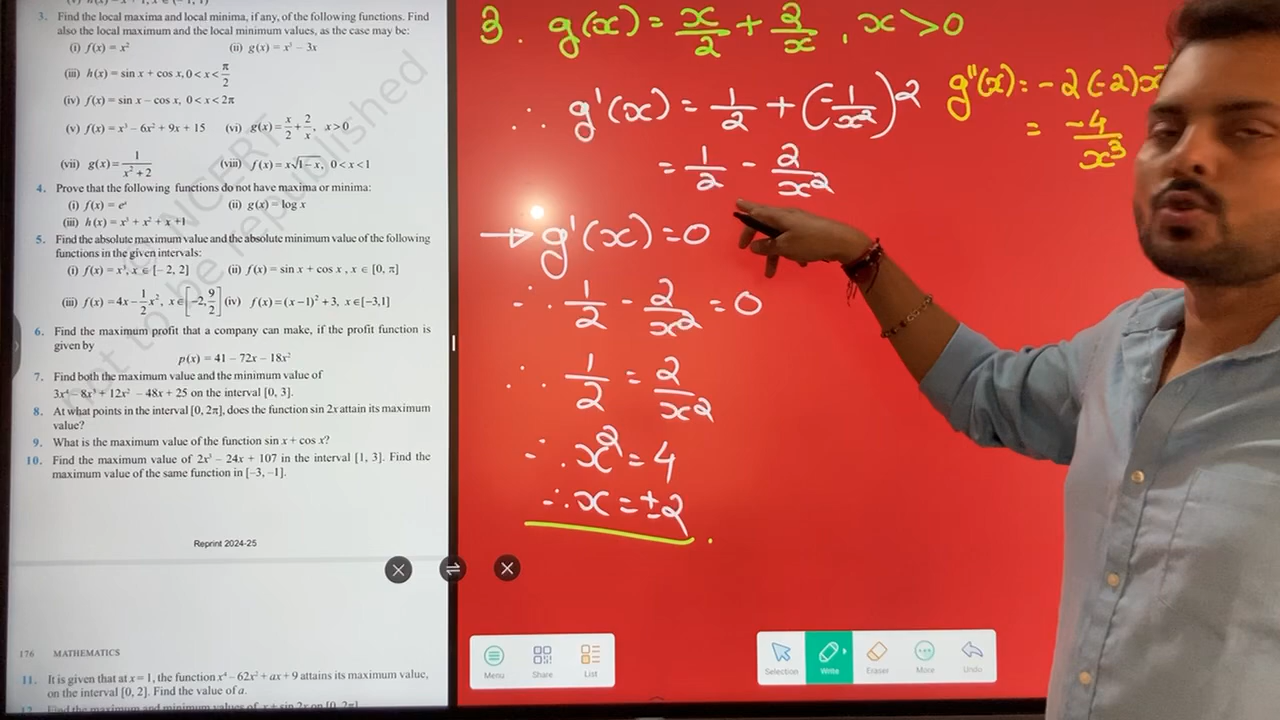 3. Find the local maxima and local minima, if any, of the following functions. Find
also the local maximum and the local minimum values, as the case may be:
(i) f(x) = x²
(ii) g(x) = x³ – 3x
(iii) h(x) = sin x + cos x, 0 < x < π/2
(iv) f(x) = sin x – cos x, 0 < x < 2π
(v) f(x) = x³ – 6x² + 9x + 15
(vi) g(x) = x/2 + 2/x, x > 0
(vii) g(x) = 1/(x² + 2)
(viii) f(x) = x√(1 – x), 0 < x < 1
4. Prove that the following functions do not have maxima or minima:
(i) f(x) = eˣ
(ii) g(x) = log x
(iii) h(x) = x³ + x² + x + 1
5. Find the absolute maximum value and the absolute minimum value of the following
functions in the given intervals:
(i) f(x) = x³, x ∈ [– 2, 2]
(ii) f(x) = sin x + cos x , x ∈ [0, π]
(iii) f(x) = 4x – 1/2 x², x ∈ [–2, 9/2]
(iv) f(x) = (x – 1)² + 3, x ∈ [–3, 1]
6. Find the maximum profit that a company can make, if the profit function is
given by
p(x) = 41 – 72x – 18x²
7. Find both the maximum value and the minimum value of
3x⁴ – 8x³ + 12x² – 48x + 25 on the interval [0, 3].
8. At what points in the interval [0, 2π], does the function sin 2x attain its maximum
value?
9. What is the maximum value of the function sin x + cos x?
10. Find the maximum value of 2x³ – 24x + 107 in the interval [1, 3]. Find the
maximum value of the same function in [–3, –1].
Reprint 2024-25
176 MATHEMATICS
11. It is given that at x = 1, the function x⁴ – 62x² + ax + 9 attains its maximum value,
on the interval [0, 2]. Find the value of a.
NCERT
not to be republished
3. g(x) = x/2 + 2/x , x > 0
∴ g'(x) = 1/2 + (-1/x²)2
= 1/2 - 2/x²
→ g'(x) = 0
∴ 1/2 - 2/x² = 0
∴ 1/2 = 2/x²
∴ x² = 4
∴ x = ±2
g''(x) = -2(-2)x
= -4/x³
Menu
Share
List
Selection
Write
Eraser
More
Undo